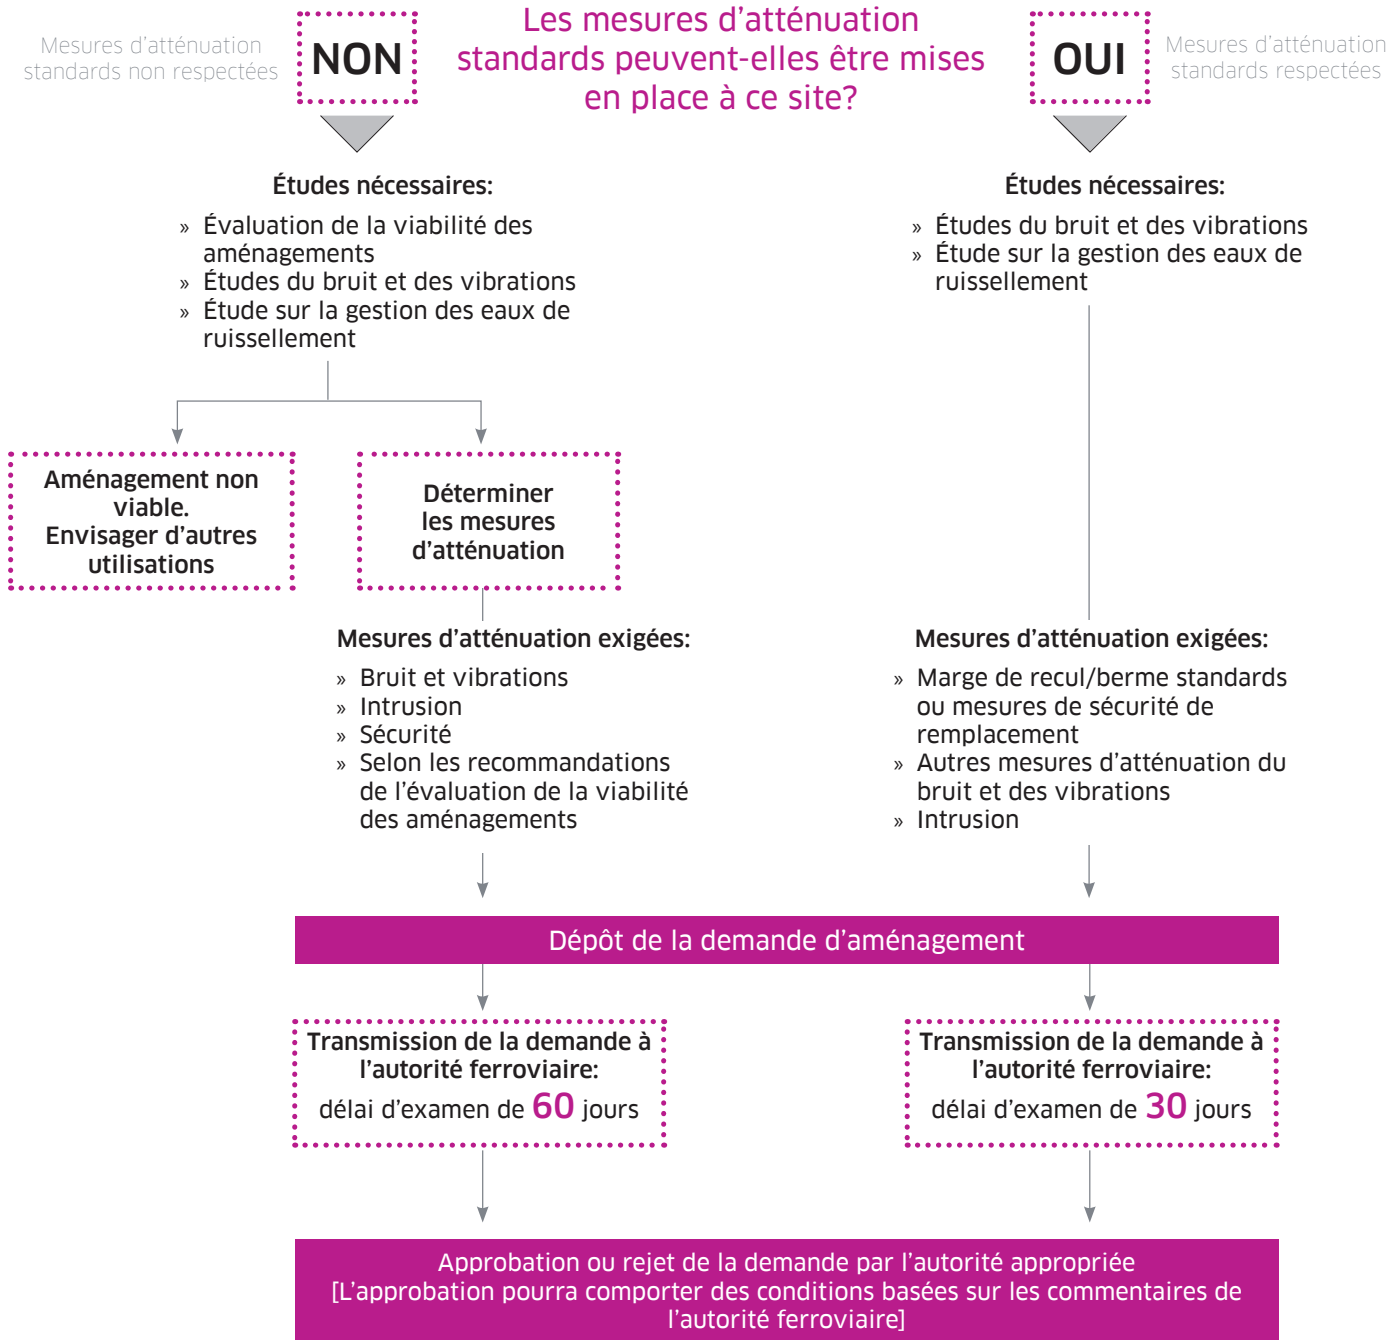 Mesures d'atténuation
standards non respectées
NON
Les mesures d'atténuation
standards peuvent-elles être mises
en place à ce site?
OUI
Mesures d'atténuation
standards respectées
Études nécessaires:
» Évaluation de la viabilité des
aménagements
» Études du bruit et des vibrations
» Étude sur la gestion des eaux de
ruissellement
Études nécessaires:
» Études du bruit et des vibrations
» Étude sur la gestion des eaux de
ruissellement
Aménagement non
viable.
Envisager d'autres
utilisations
Déterminer
les mesures
d'atténuation
Mesures d'atténuation exigées:
» Bruit et vibrations
» Intrusion
» Sécurité
» Selon les recommandations
de l'évaluation de la viabilité
des aménagements
Mesures d'atténuation exigées:
» Marge de recul/berme standards
ou mesures de sécurité de
remplacement
» Autres mesures d'atténuation du
bruit et des vibrations
» Intrusion
Dépôt de la demande d'aménagement
Transmission de la demande à
l'autorité ferroviaire:
délai d'examen de 60 jours
Transmission de la demande à
l'autorité ferroviaire:
délai d'examen de 30 jours
Approbation ou rejet de la demande par l'autorité appropriée
[L'approbation pourra comporter des conditions basées sur les commentaires de
l'autorité ferroviaire]